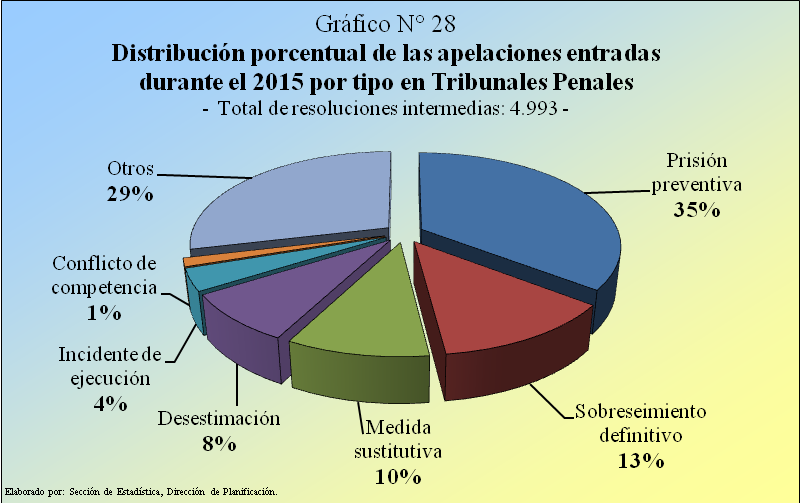 Gráfico N° 28
Distribución porcentual de las apelaciones entradas
durante el 2015 por tipo en Tribunales Penales
- Total de resoluciones intermedias: 4.993 -
Otros
29%
Prisión
preventiva
35%
Conflicto de
competencia
1%
Incidente de
ejecución
4%
Desestimación
8%
Medida
sustitutiva
10%
Sobreseimiento
definitivo
13%
Elaborado por: Sección de Estadística, Dirección de Planificación.